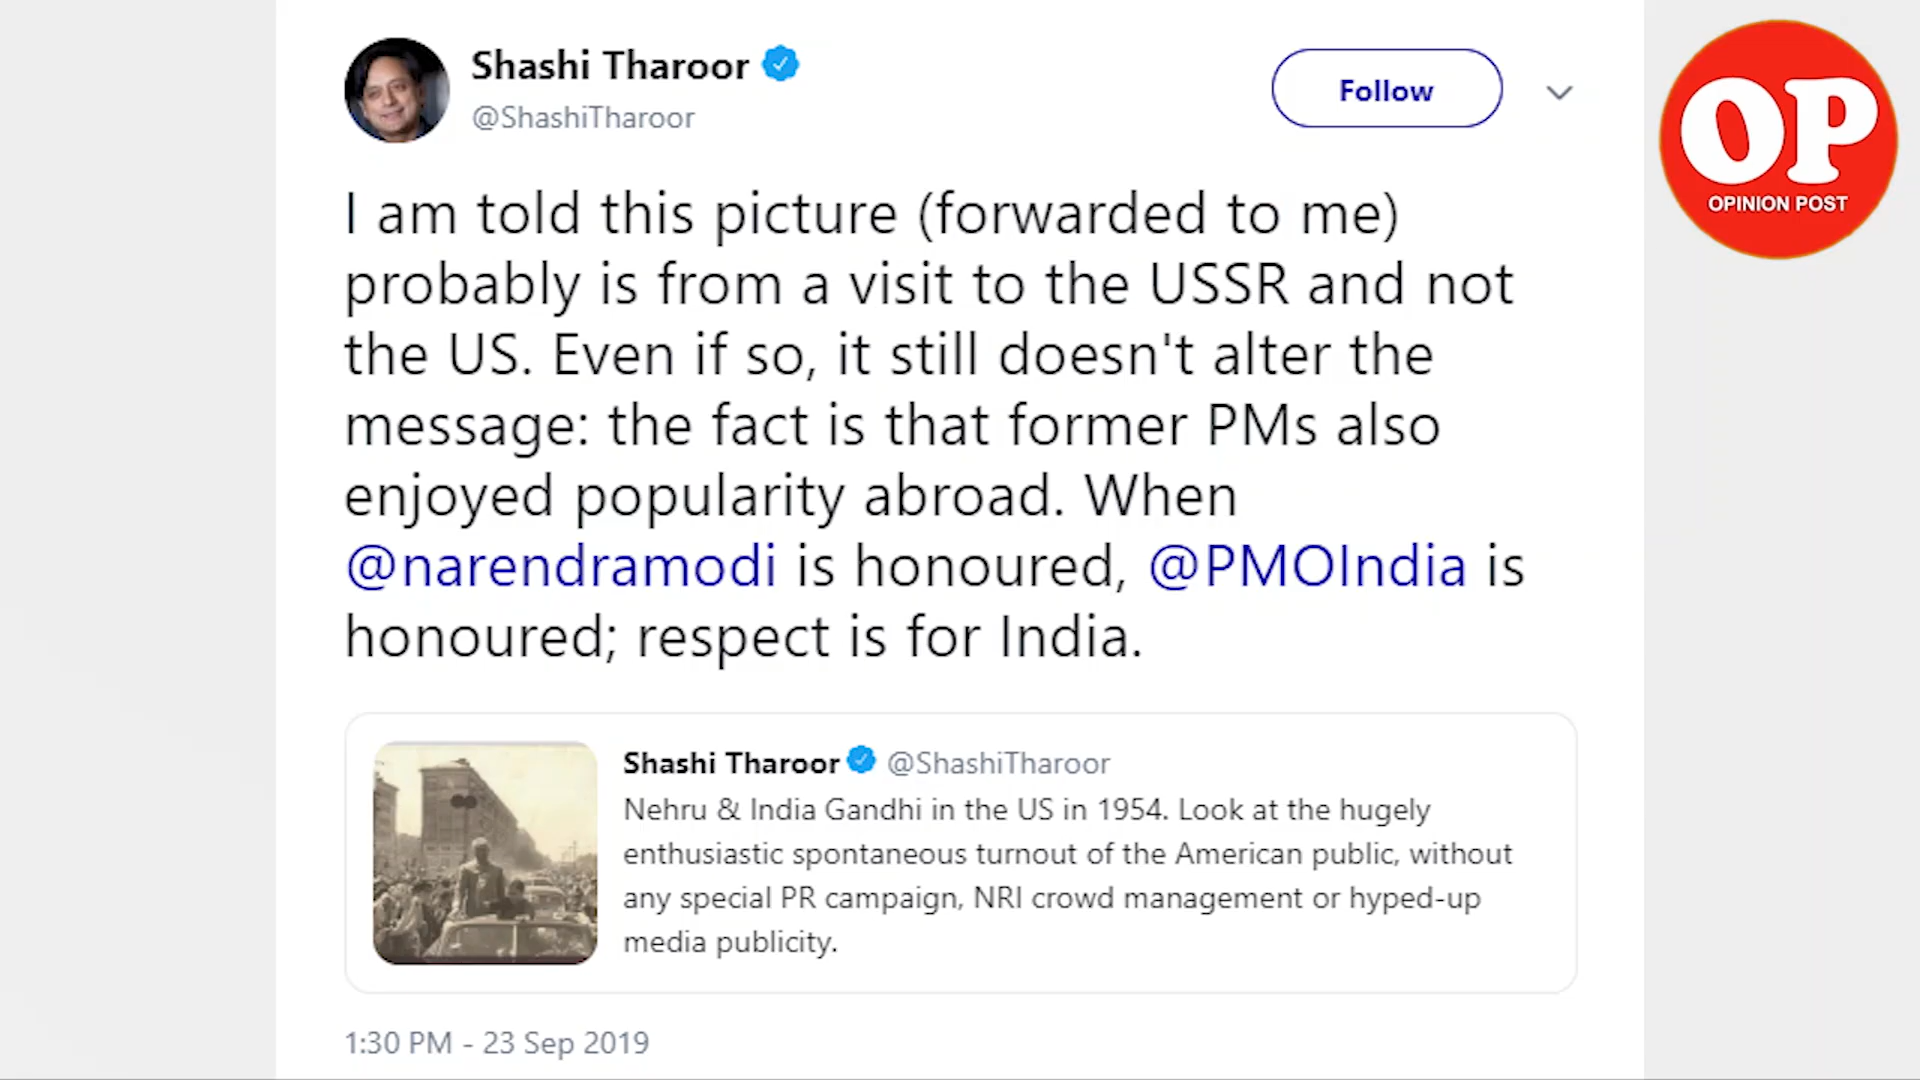 Shashi Tharoor
@ShashiTharoor
Follow
OP
OPINION POST
I am told this picture (forwarded to me)
probably is from a visit to the USSR and not
the US. Even if so, it still doesn't alter the
message: the fact is that former PMs also
enjoyed popularity abroad. When
@narendramodi is honoured, @PMOIndia is
honoured; respect is for India.
Shashi Tharoor @ShashiTharoor
Nehru & India Gandhi in the US in 1954. Look at the hugely
enthusiastic spontaneous turnout of the American public, without
any special PR campaign, NRI crowd management or hyped-up
media publicity.
1:30 PM - 23 Sep 2019